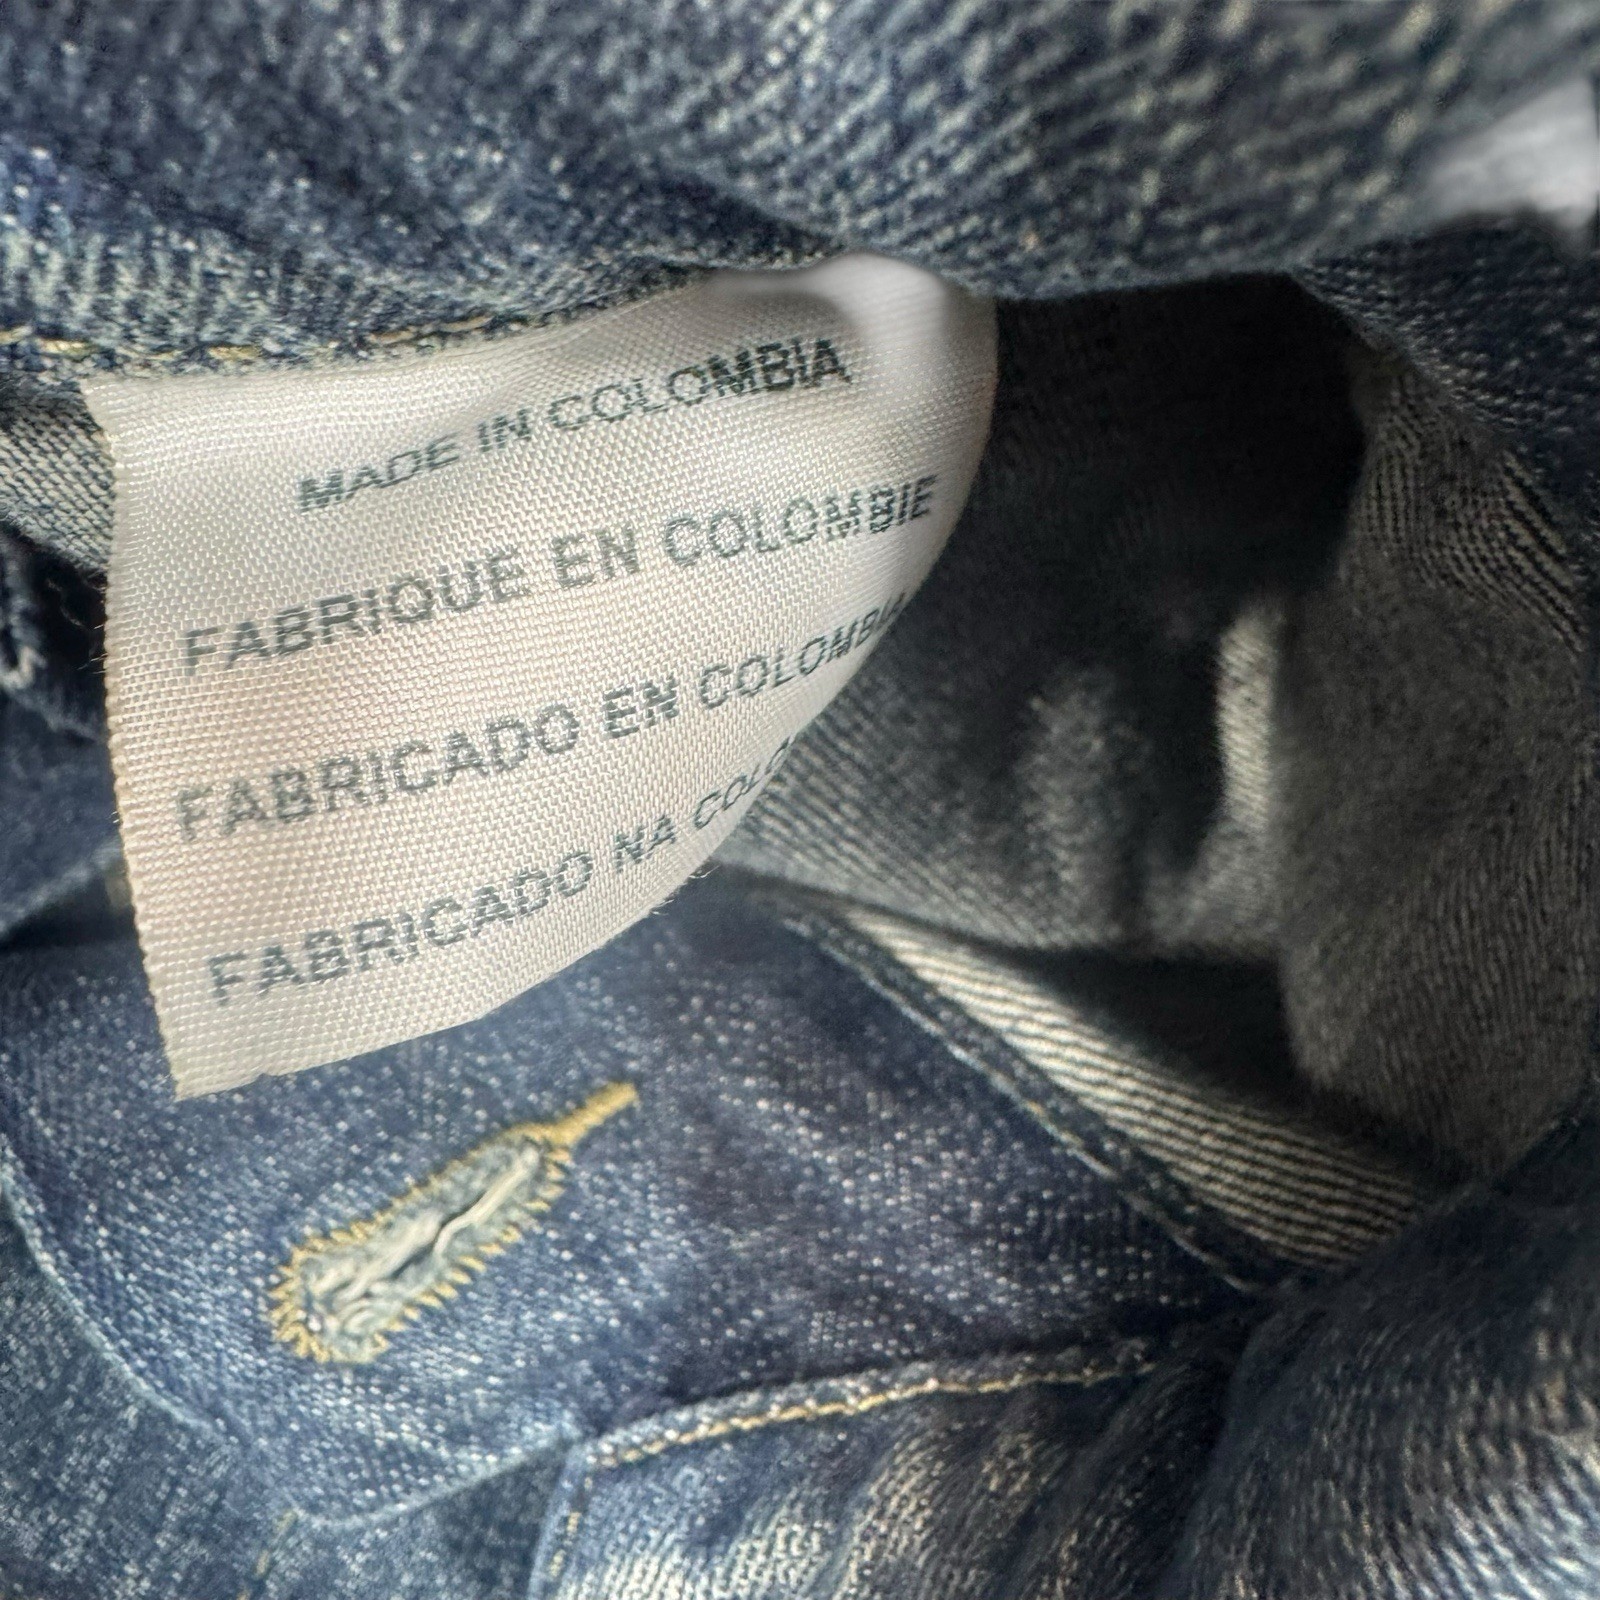 MADE IN COLOMBIA
FABRIQUE EN COLOMBIE
FABRICADO EN COLOMBIA
FABRICADO NA